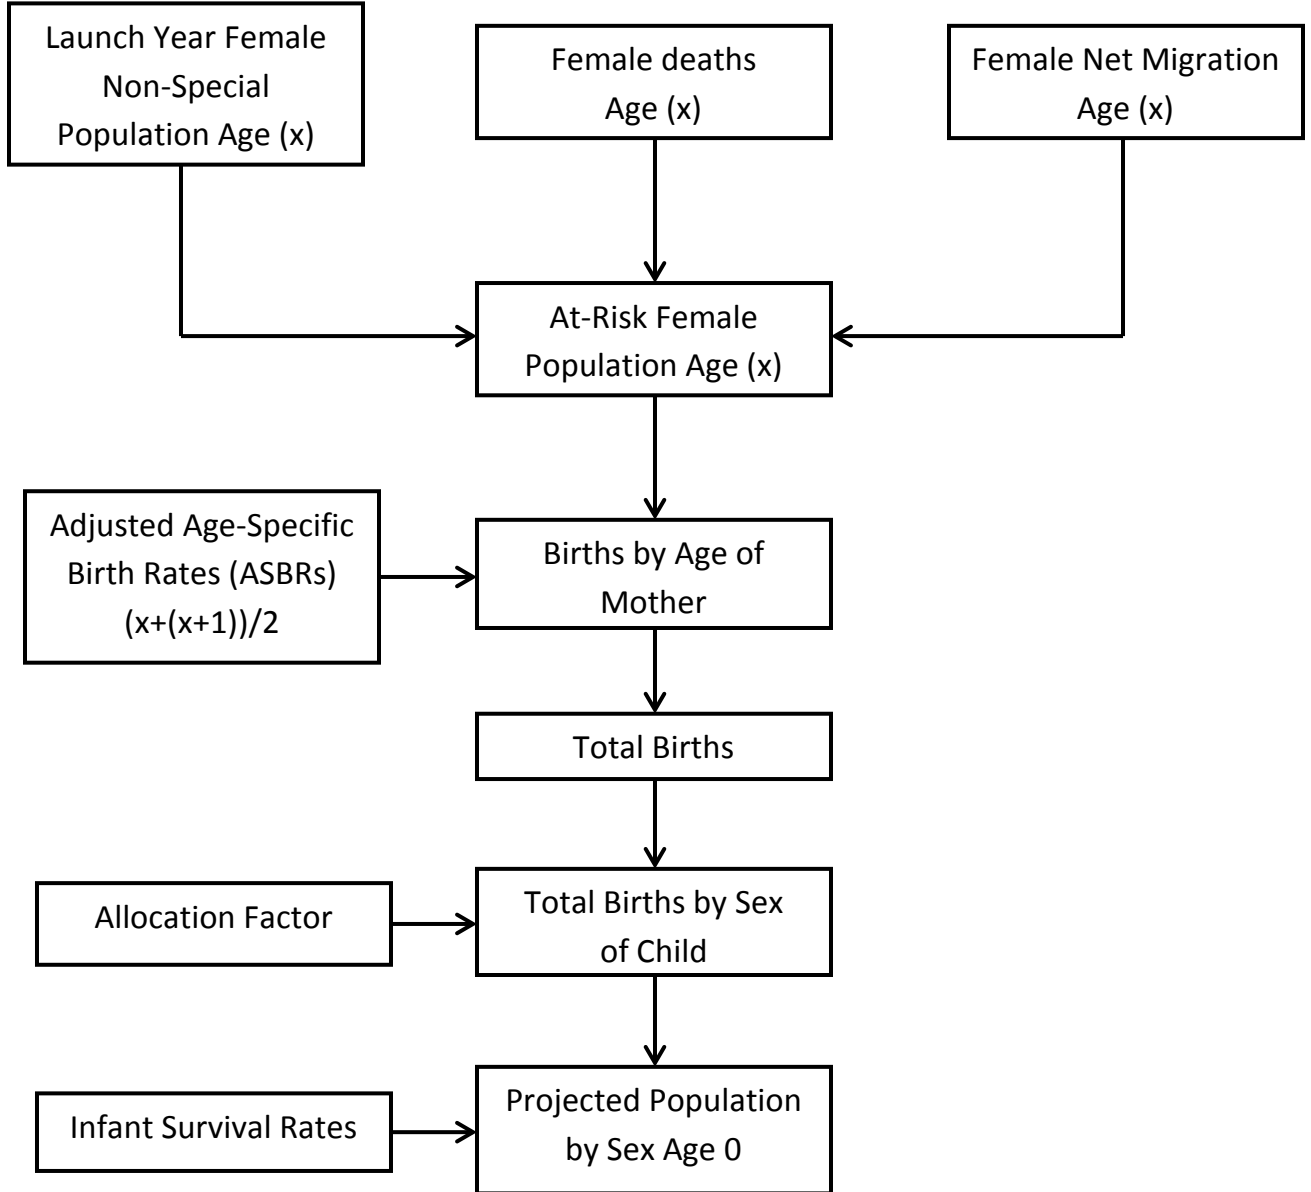 Launch Year Female
Non-Special
Population Age (x)
Female deaths
Age (x)
Female Net Migration
Age (x)
At-Risk Female
Population Age (x)
Adjusted Age-Specific
Birth Rates (ASBRs)
(x+(x+1))/2
Births by Age of
Mother
Total Births
Allocation Factor
Total Births by Sex
of Child
Infant Survival Rates
Projected Population
by Sex Age 0